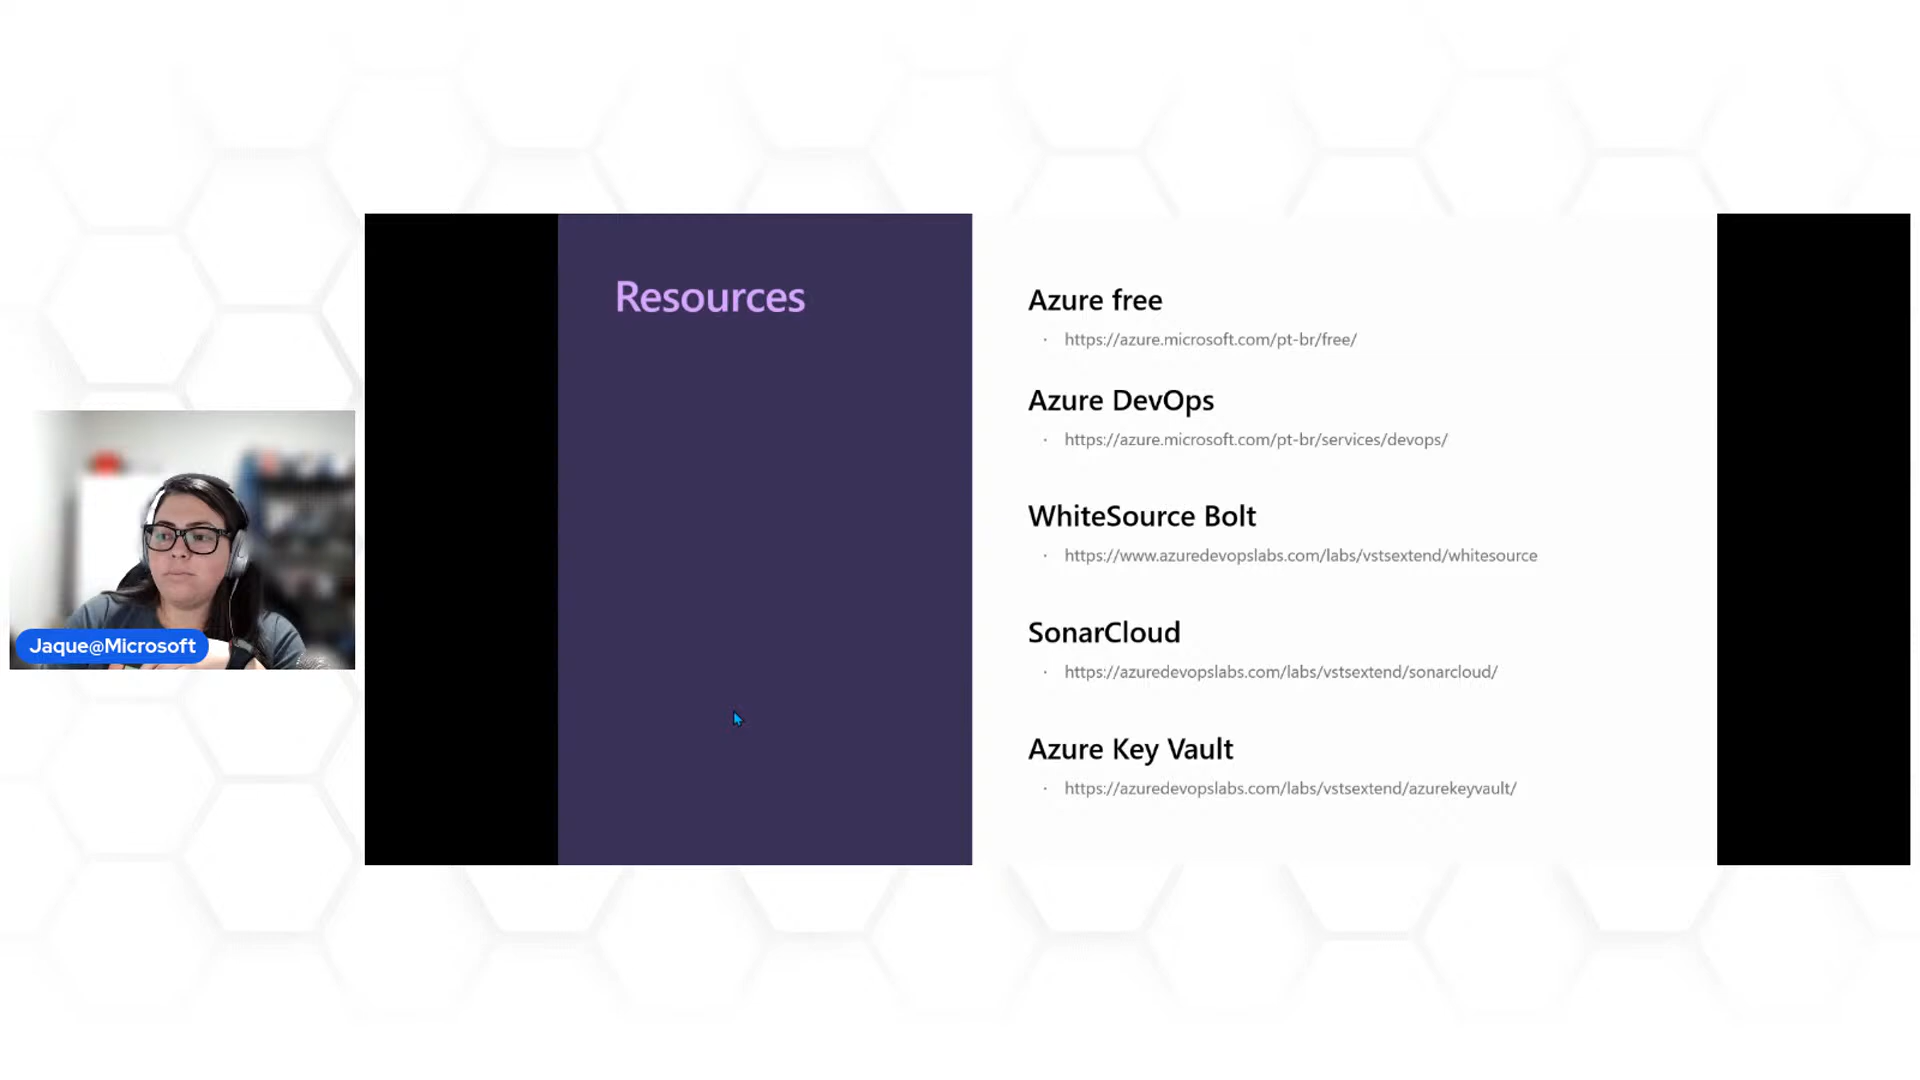 Resources
Azure free
· https://azure.microsoft.com/pt-br/free/
Azure DevOps
· https://azure.microsoft.com/pt-br/services/devops/
WhiteSource Bolt
· https://www.azuredevopslabs.com/labs/vstsextend/whitesource
SonarCloud
· https://azuredevopslabs.com/labs/vstsextend/sonarcloud/
Azure Key Vault
· https://azuredevopslabs.com/labs/vstsextend/azurekeyvault/
Jaque@Microsoft